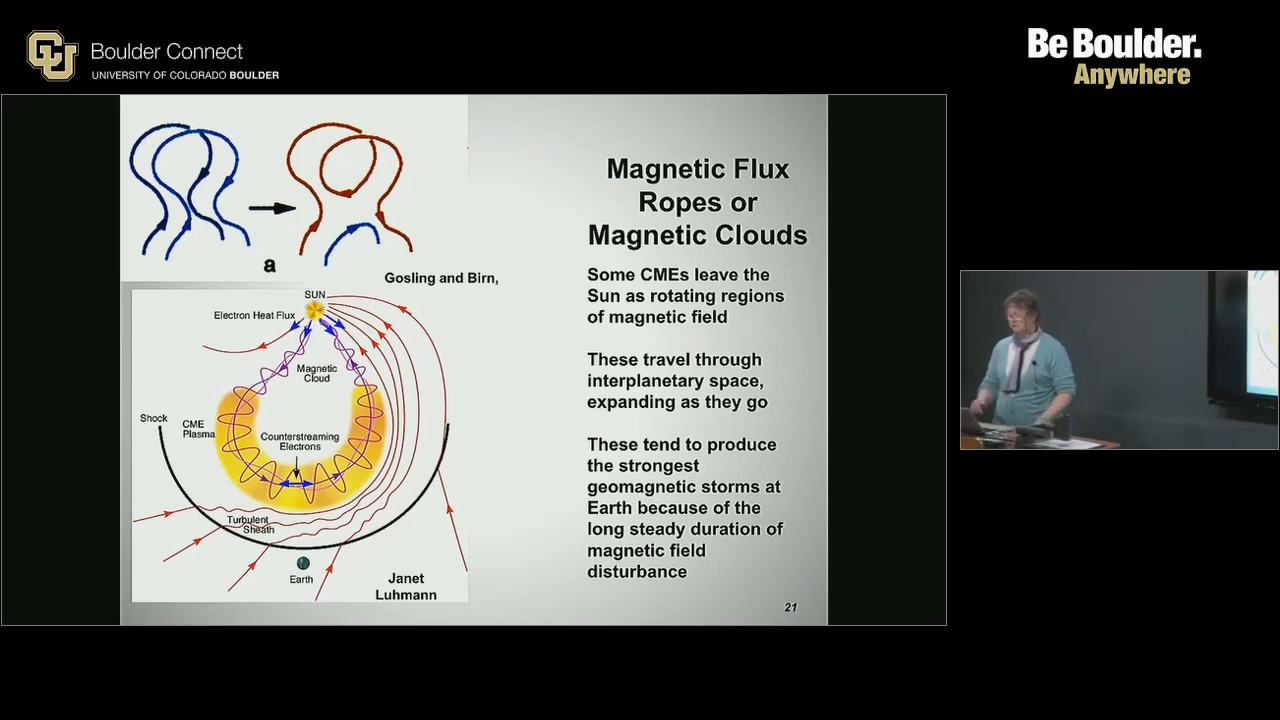 Boulder Connect
UNIVERSITY OF COLORADO BOULDER
Be Boulder.
Anywhere
a
Gosling and Birn,
Magnetic Flux
Ropes or
Magnetic Clouds
Some CMEs leave the
Sun as rotating regions
of magnetic field
These travel through
interplanetary space,
expanding as they go
These tend to produce
the strongest
geomagnetic storms at
Earth because of the
long steady duration of
magnetic field
disturbance
SUN
Electron Heat Flux
Magnetic
Cloud
Shock
CME
Plasma
Counterstreaming
Electrons
Turbulent
Sheath
Earth
Janet
Luhmann
21